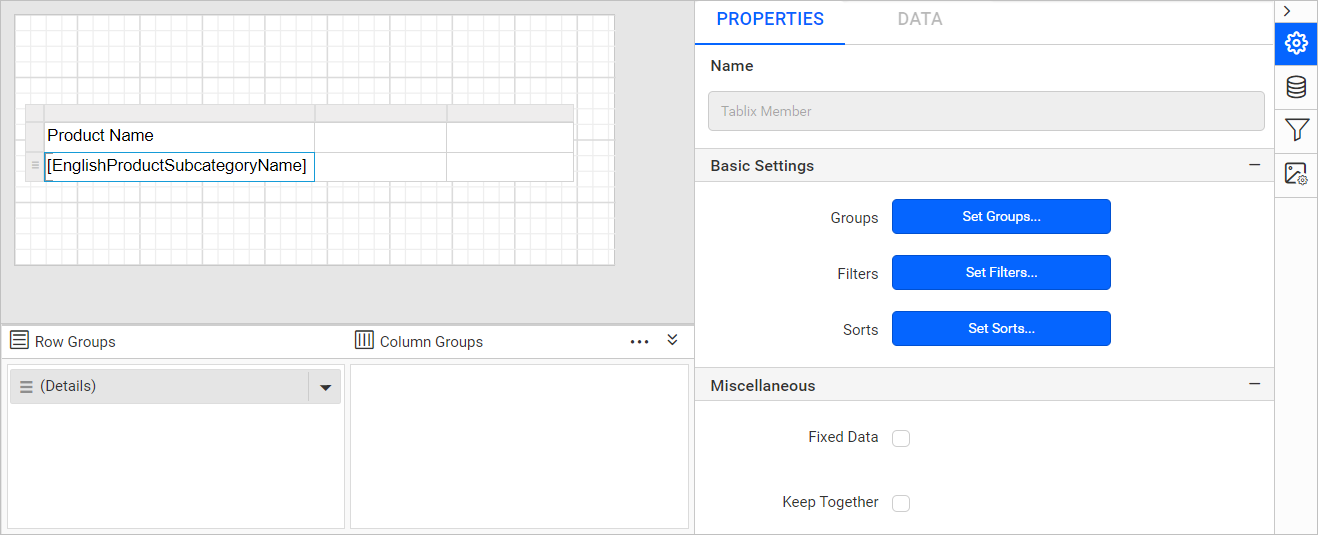 Product Name
[EnglishProductSubcategoryName]
Row Groups
Column Groups
(Details)
PROPERTIES
DATA
Name
Tablix Member
Basic Settings
Groups
Set Groups...
Filters
Set Filters...
Sorts
Set Sorts...
Miscellaneous
Fixed Data
Keep Together